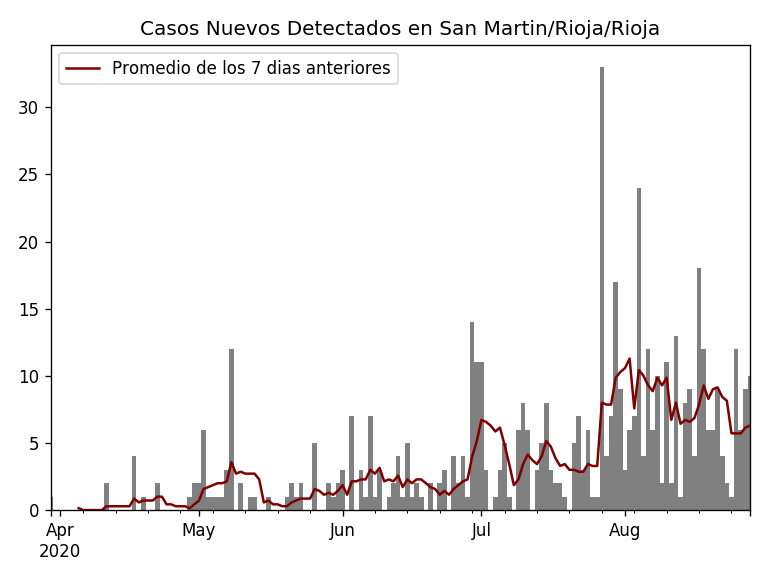 Casos Nuevos Detectados en San Martin/Rioja/Rioja
Promedio de los 7 dias anteriores
30
25
20
15
10
5
0
Apr May Jun Jul Aug
2020